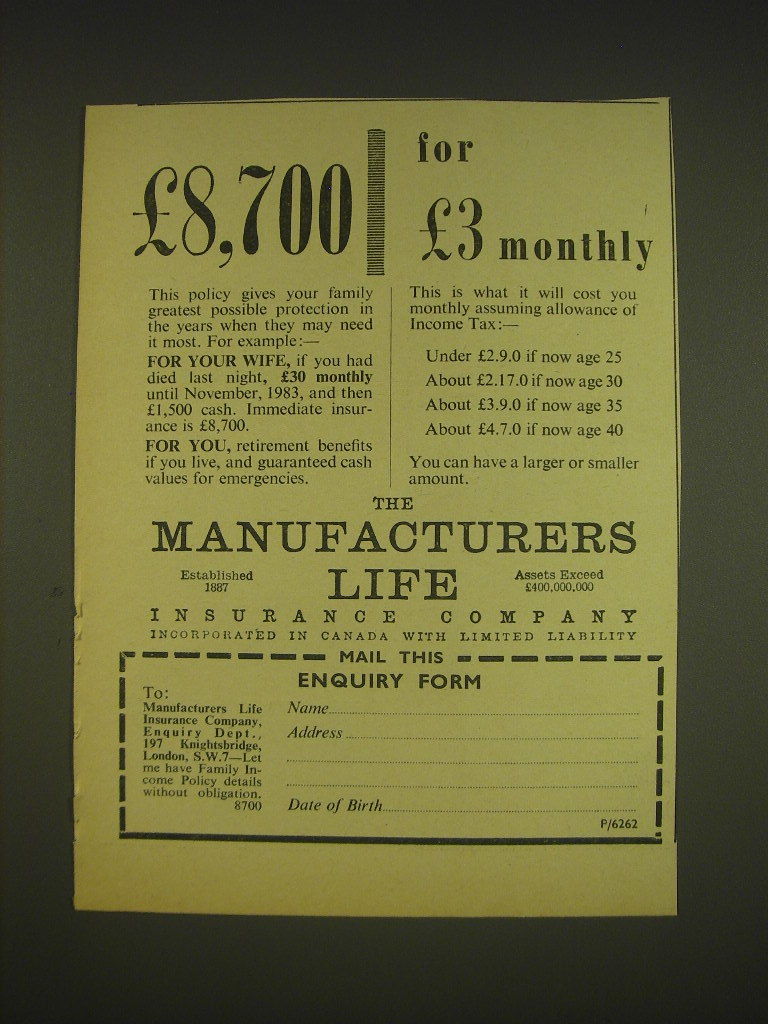 £8,700
for
£3 monthly
This policy gives your family
greatest possible protection in
the years when they may need
it most. For example:—
FOR YOUR WIFE, if you had
died last night, £30 monthly
until November, 1983, and then
£1,500 cash. Immediate insur-
ance is £8,700.
FOR YOU, retirement benefits
if you live, and guaranteed cash
values for emergencies.
This is what it will cost you
monthly assuming allowance of
Income Tax:—
Under £2.9.0 if now age 25
About £2.17.0 if now age 30
About £3.9.0 if now age 35
About £4.7.0 if now age 40
You can have a larger or smaller
amount.
THE
MANUFACTURERS
Established
1887
LIFE
Assets Exceed
£400,000,000
INSURANCE COMPANY
INCORPORATED IN CANADA WITH LIMITED LIABILITY
MAIL THIS
ENQUIRY FORM
To:
Manufacturers Life
Insurance Company,
Enquiry Dept.,
197 Knightsbridge,
London, S.W.7—Let
me have Family In-
come Policy details
without obligation.
8700
Name
Address
Date of Birth
P/6262